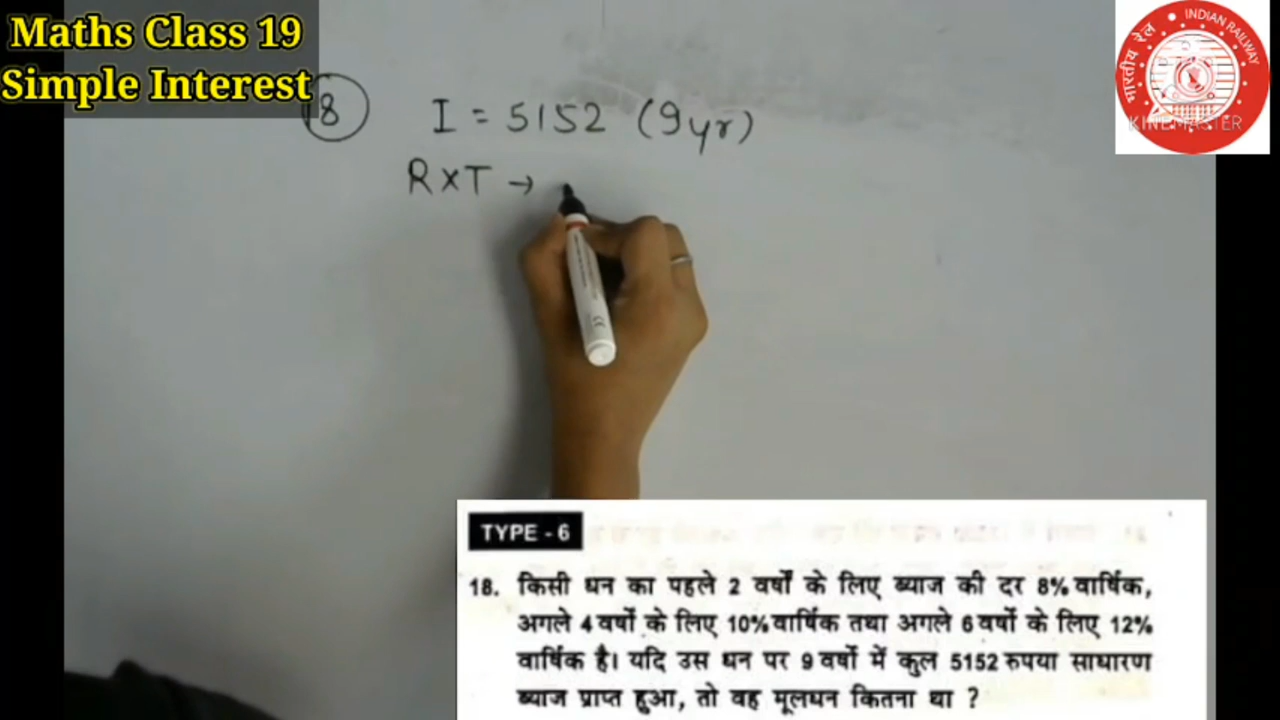 Maths Class 19
Simple Interest
INDIAN RAILWAY
भारतीय रेल
KINEMASTER
18 I = 5152 (9yr)
R×T →
TYPE - 6
18. किसी धन का पहले 2 वर्षों के लिए ब्याज की दर 8% वार्षिक,
अगले 4 वर्षों के लिए 10% वार्षिक तथा अगले 6 वर्षों के लिए 12%
वार्षिक है। यदि उस धन पर 9 वर्षों में कुल 5152 रुपया साधारण
ब्याज प्राप्त हुआ, तो वह मूलधन कितना था ?